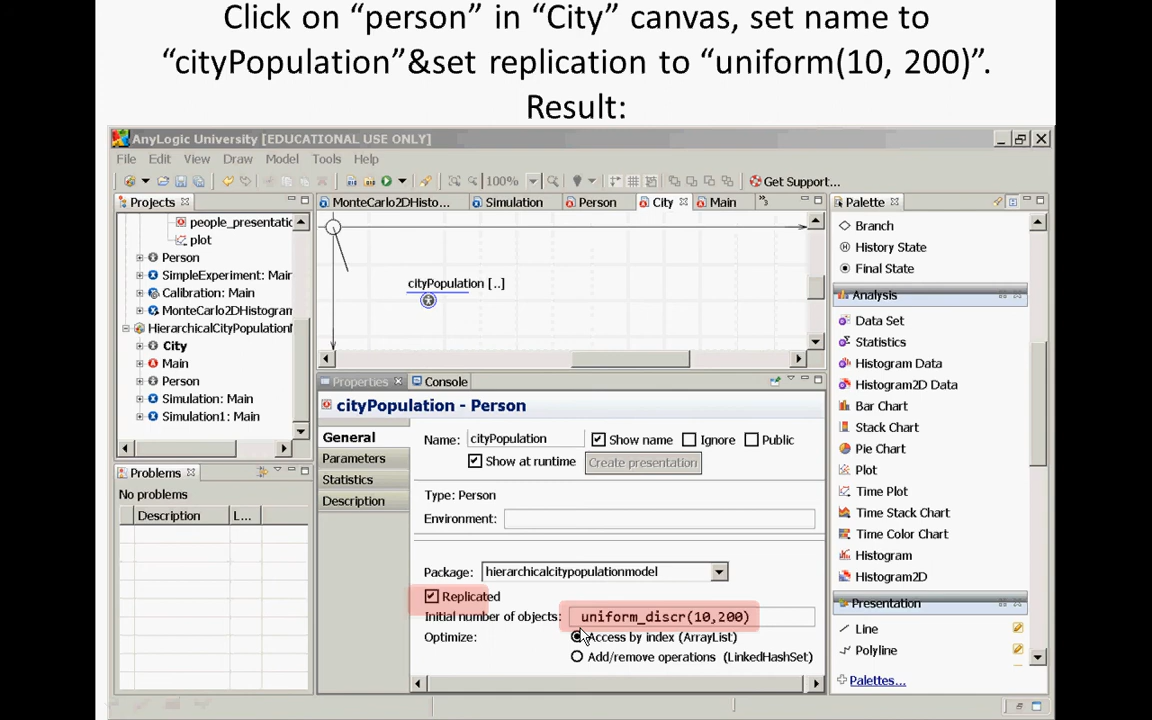 Click on “person” in “City” canvas, set name to
“cityPopulation”&set replication to “uniform(10, 200)”.
Result:
AnyLogic University [EDUCATIONAL USE ONLY]
File Edit View Draw Model Tools Help
100% Get Support...
Projects
MonteCarlo2DHisto... Simulation Person City Main
Palette
people_presentatio
plot
Person
SimpleExperiment: Main
Calibration: Main
MonteCarlo2DHistogram
HierarchicalCityPopulation
City
Main
Person
Simulation: Main
Simulation1: Main
cityPopulation [..]
Branch
History State
Final State
Analysis
Data Set
Statistics
Histogram Data
Histogram2D Data
Bar Chart
Stack Chart
Pie Chart
Plot
Time Plot
Time Stack Chart
Time Color Chart
Histogram
Histogram2D
Presentation
Line
Polyline
Palettes...
Problems
No problems
Description L...
Properties Console
cityPopulation - Person
General
Parameters
Statistics
Description
Name: cityPopulation Show name Ignore Public
Show at runtime Create presentation
Type: Person
Environment:
Package: hierarchicalcitypopulationmodel
Replicated
Initial number of objects: uniform_discr(10,200)
Optimize: Access by index (ArrayList)
Add/remove operations (LinkedHashSet)